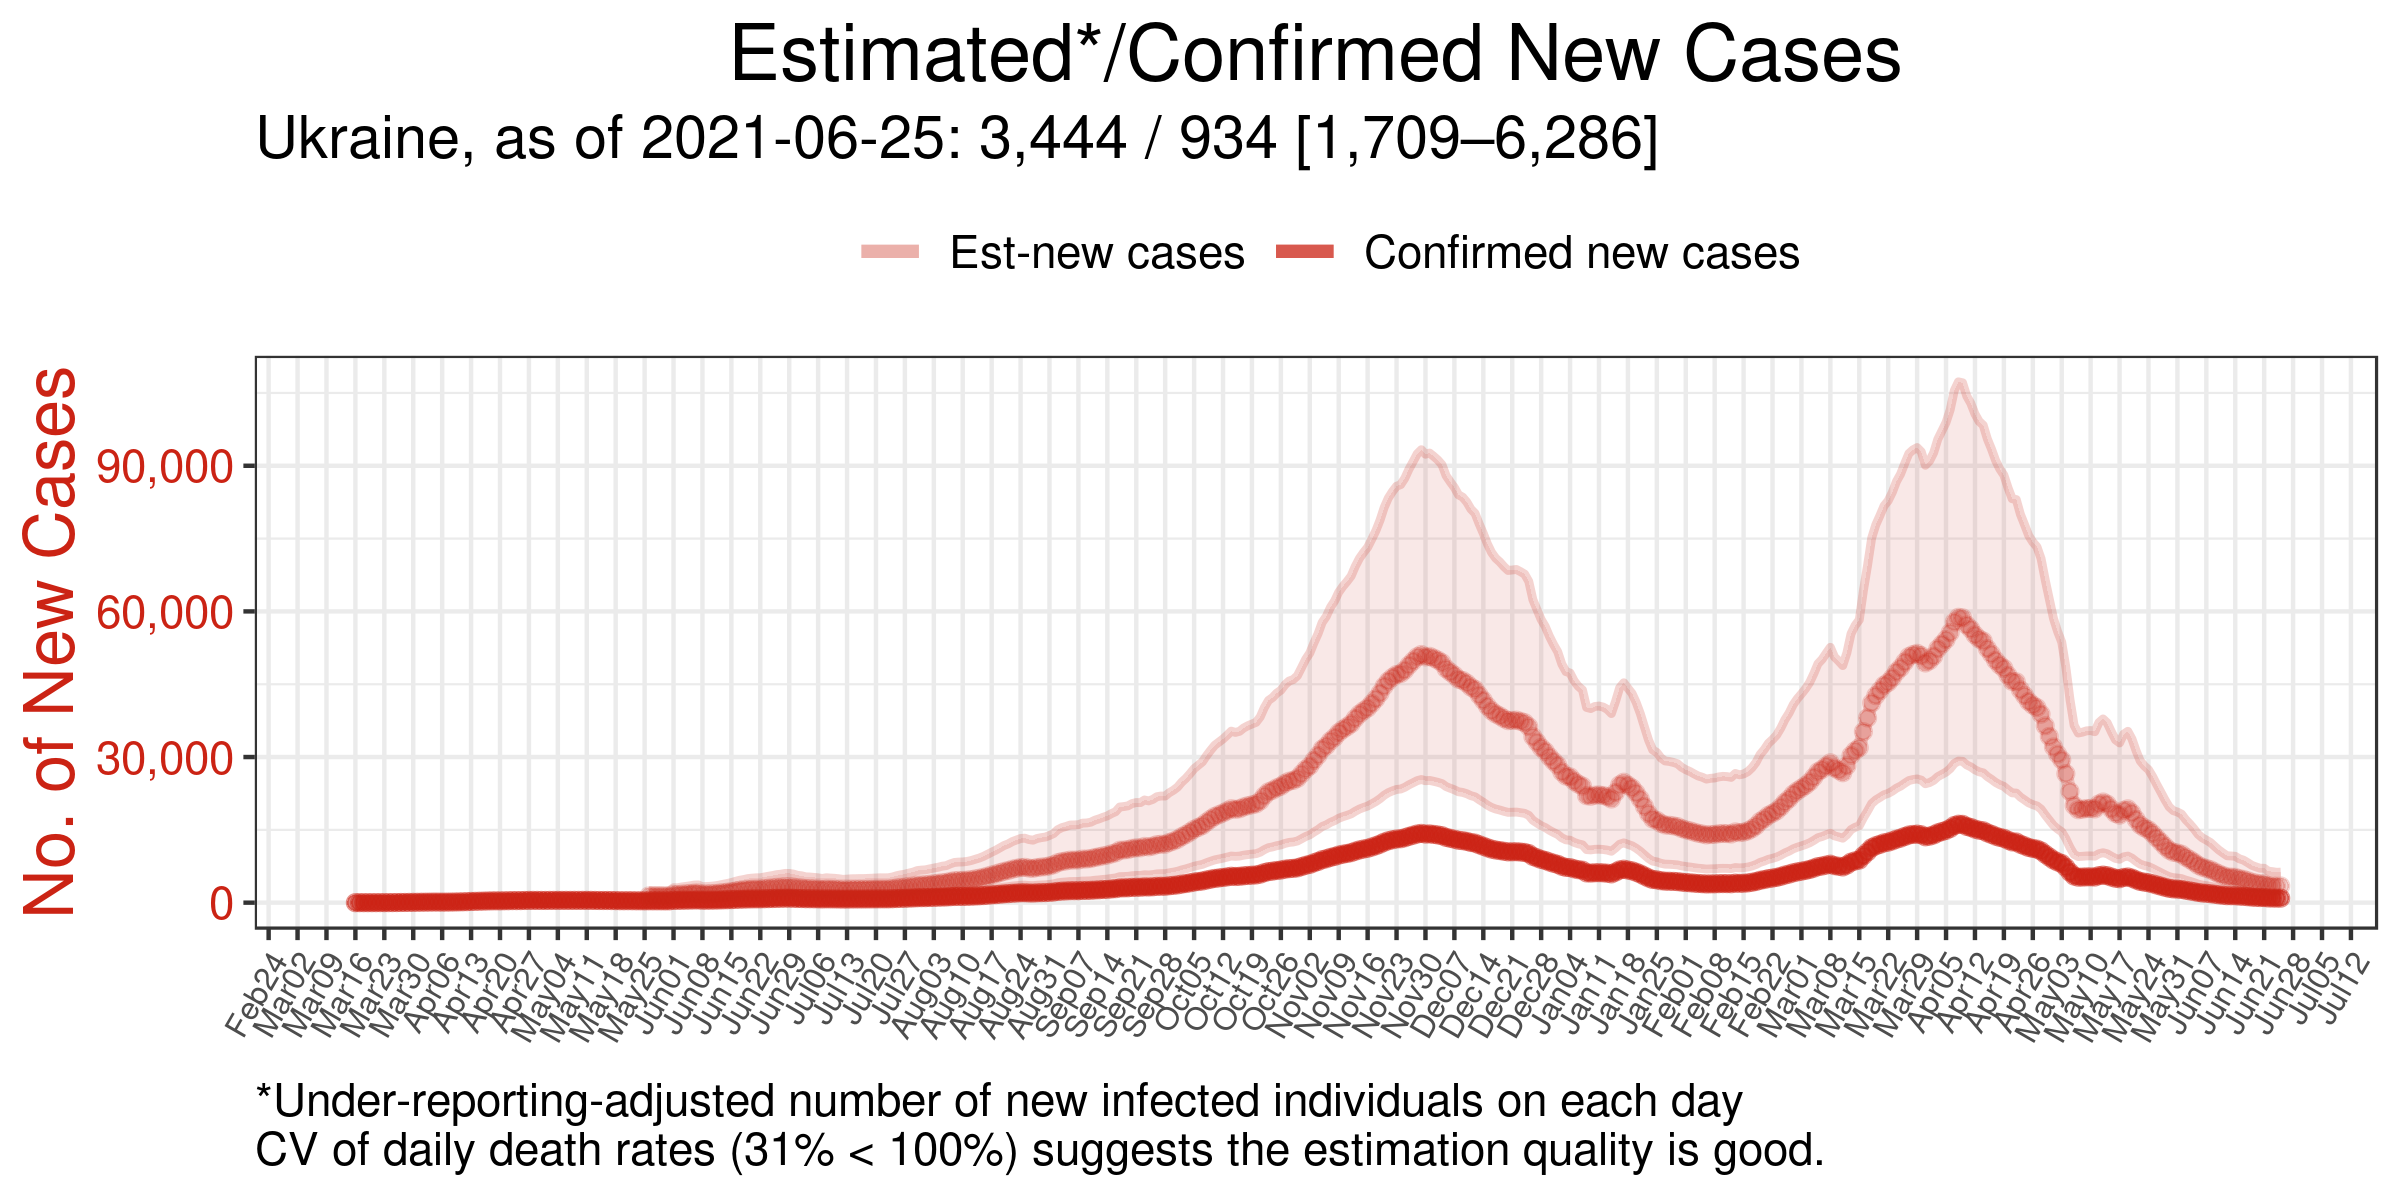 Estimated*/Confirmed New Cases
Ukraine, as of 2021-06-25: 3,444 / 934 [1,709–6,286]
Est-new cases
Confirmed new cases
No. of New Cases
90,000
60,000
30,000
0
Feb24
Mar02
Mar09
Mar16
Mar23
Mar30
Apr06
Apr13
Apr20
Apr27
May04
May11
May18
May25
Jun01
Jun08
Jun15
Jun22
Jun29
Jul06
Jul13
Jul20
Jul27
Aug03
Aug10
Aug17
Aug24
Aug31
Sep07
Sep14
Sep21
Sep28
Oct05
Oct12
Oct19
Oct26
Nov02
Nov09
Nov16
Nov23
Nov30
Dec07
Dec14
Dec21
Dec28
Jan04
Jan11
Jan18
Jan25
Feb01
Feb08
Feb15
Feb22
Mar01
Mar08
Mar15
Mar22
Mar29
Apr05
Apr12
Apr19
Apr26
May03
May10
May17
May24
May31
Jun07
Jun14
Jun21
Jun28
Jul05
Jul12
*Under-reporting-adjusted number of new infected individuals on each day
CV of daily death rates (31% < 100%) suggests the estimation quality is good.